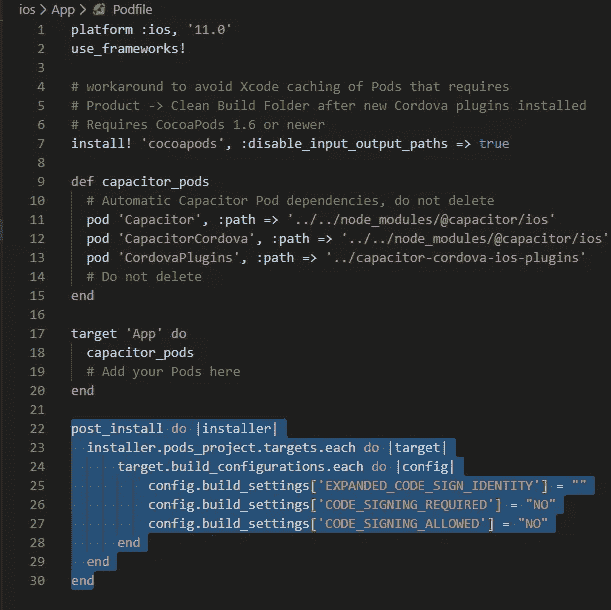 ios > App > Podfile
1 platform :ios, '11.0'
2 use_frameworks!
3
4 # workaround to avoid Xcode caching of Pods that requires
5 # Product -> Clean Build Folder after new Cordova plugins installed
6 # Requires CocoaPods 1.6 or newer
7 install! 'cocoapods', :disable_input_output_paths => true
8
9 def capacitor_pods
10   # Automatic Capacitor Pod dependencies, do not delete
11   pod 'Capacitor', :path => '../../node_modules/@capacitor/ios'
12   pod 'CapacitorCordova', :path => '../../node_modules/@capacitor/ios'
13   pod 'CordovaPlugins', :path => '../capacitor-cordova-ios-plugins'
14   # Do not delete
15 end
16
17 target 'App' do
18   capacitor_pods
19   # Add your Pods here
20 end
21
22 post_install do |installer|
23   installer.pods_project.targets.each do |target|
24       target.build_configurations.each do |config|
25           config.build_settings['EXPANDED_CODE_SIGN_IDENTITY'] = ""
26           config.build_settings['CODE_SIGNING_REQUIRED'] = "NO"
27           config.build_settings['CODE_SIGNING_ALLOWED'] = "NO"
28       end
29   end
30 end